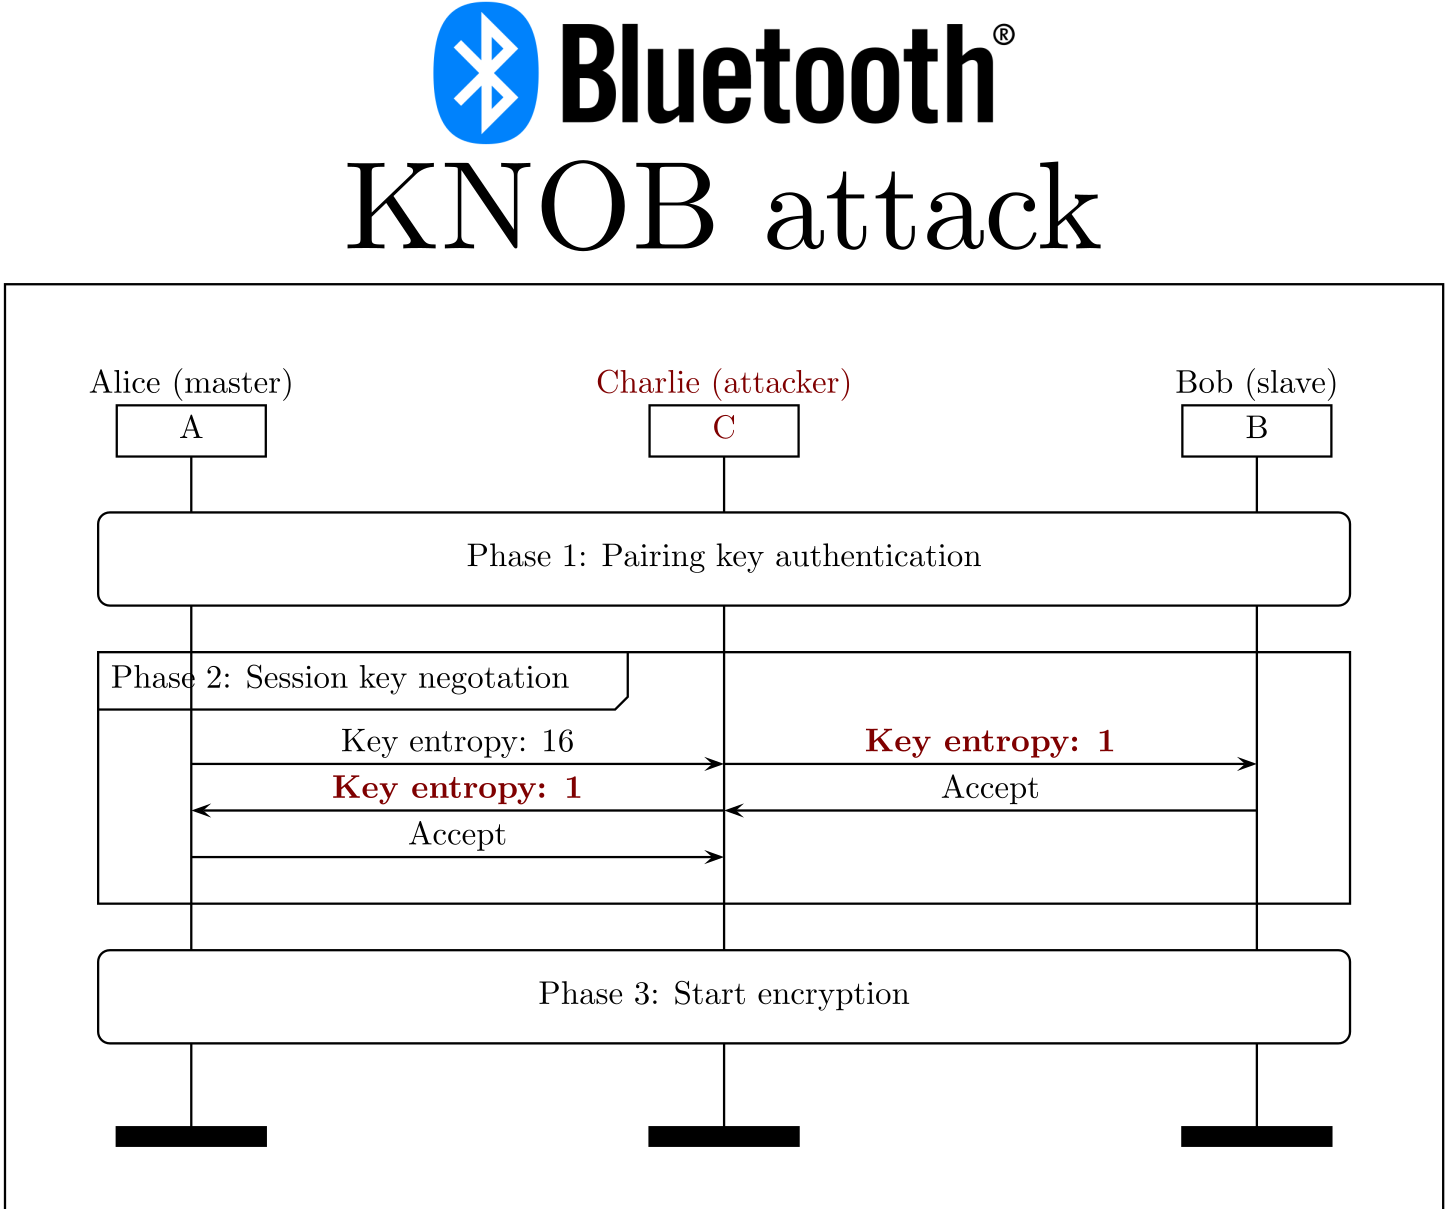 Bluetooth®
KNOB attack
Alice (master)
Charlie (attacker)
Bob (slave)
A
C
B
Phase 1: Pairing key authentication
Phase 2: Session key negotation
Key entropy: 16
Key entropy: 1
Key entropy: 1
Accept
Accept
Phase 3: Start encryption